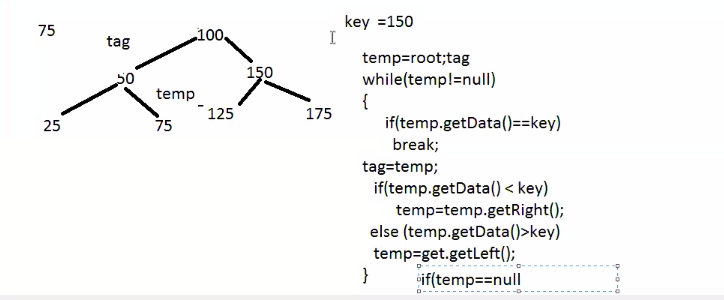 75
tag
100
50
150
temp
25
75
125
175
key =150
temp=root;tag
while(temp!=null)
{
if(temp.getData()==key)
break;
tag=temp;
if(temp.getData() < key)
temp=temp.getRight();
else (temp.getData()>key)
temp=get.getLeft();
}
if(temp==null